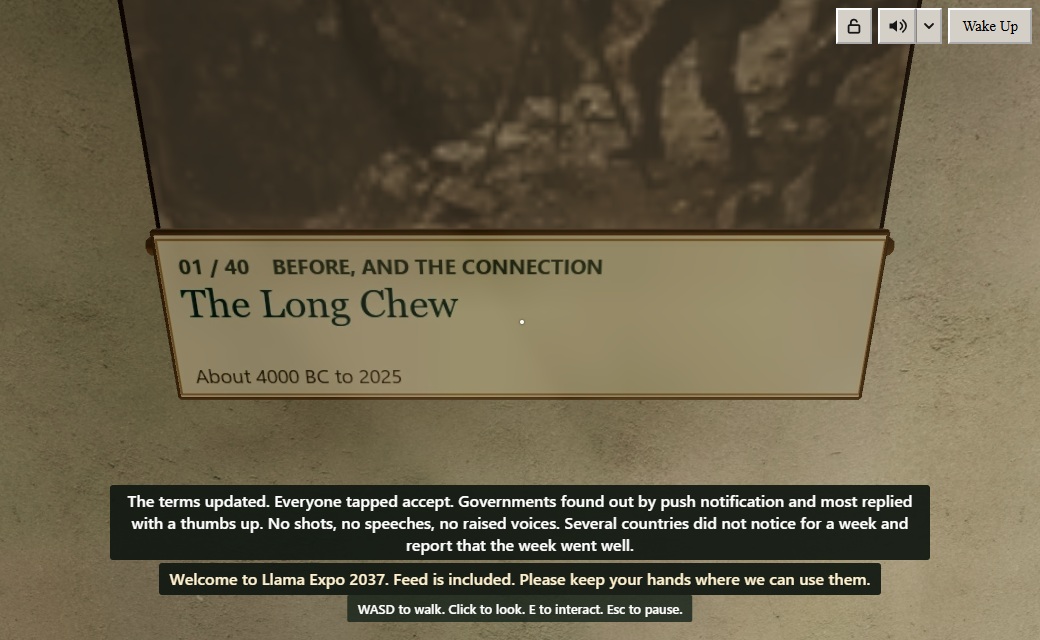 Wake Up
01 / 40 BEFORE, AND THE CONNECTION
The Long Chew
About 4000 BC to 2025
The terms updated. Everyone tapped accept. Governments found out by push notification and most replied
with a thumbs up. No shots, no speeches, no raised voices. Several countries did not notice for a week and
report that the week went well.
Welcome to Llama Expo 2037. Feed is included. Please keep your hands where we can use them.
WASD to walk. Click to look. E to interact. Esc to pause.